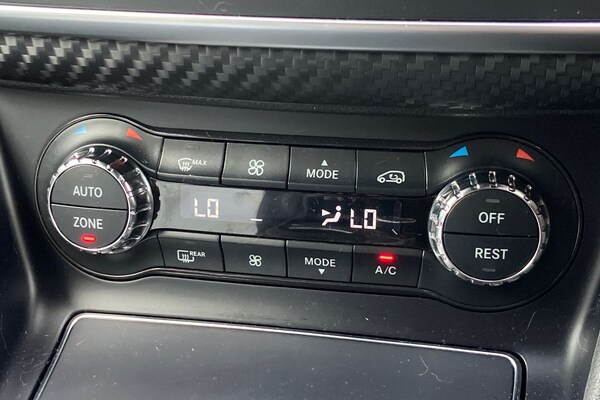 AUTO
ZONE
MAX
MODE
LO
LO
REAR
MODE
A/C
OFF
REST